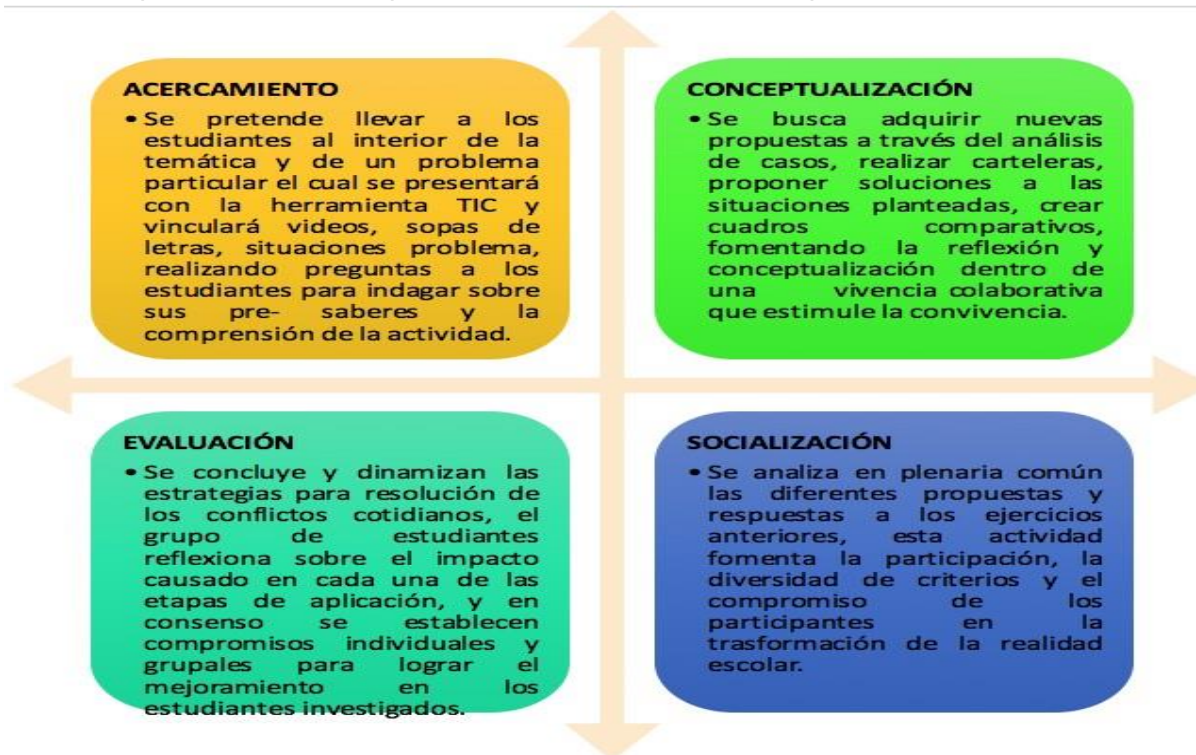 ACERCAMIENTO
• Se pretende llevar a los
estudiantes al interior de la
temática y de un problema
particular el cual se presentará
con la herramienta TIC y
vinculará videos, sopas de
letras, situaciones problema,
realizando preguntas a los
estudiantes para indagar sobre
sus pre- saberes y la
comprensión de la actividad.
CONCEPTUALIZACIÓN
• Se busca adquirir nuevas
propuestas a través del análisis
de casos, realizar carteleras,
proponer soluciones a las
situaciones planteadas, crear
cuadros comparativos,
fomentando la reflexión y
conceptualización dentro de
una vivencia colaborativa
que estimule la convivencia.
EVALUACIÓN
• Se concluye y dinamizan las
estrategias para resolución de
los conflictos cotidianos, el
grupo de estudiantes
reflexiona sobre el impacto
causado en cada una de las
etapas de aplicación, y en
consenso se establecen
compromisos individuales y
grupales para lograr el
mejoramiento en los
estudiantes investigados.
SOCIALIZACIÓN
• Se analiza en plenaria común
las diferentes propuestas y
respuestas a los ejercicios
anteriores, esta actividad
fomenta la participación, la
diversidad de criterios y el
compromiso de los
participantes en la
trasformación de la realidad
escolar.